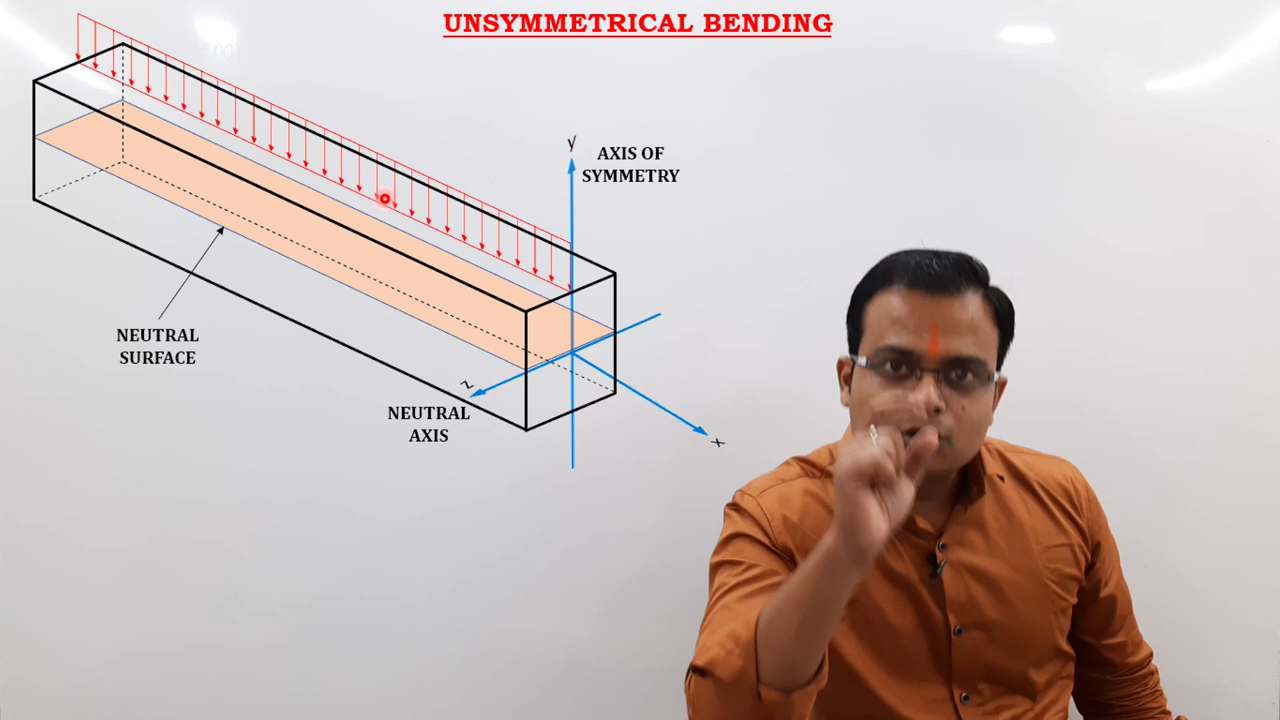 UNSYMMETRICAL BENDING
y
AXIS OF
SYMMETRY
NEUTRAL
SURFACE
z
NEUTRAL
AXIS
x